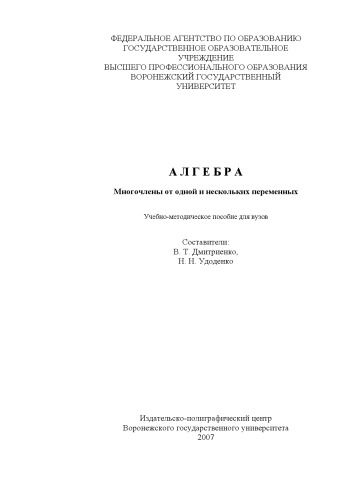 ФЕДЕРАЛЬНОЕ АГЕНТСТВО ПО ОБРАЗОВАНИЮ
ГОСУДАРСТВЕННОЕ ОБРАЗОВАТЕЛЬНОЕ
УЧРЕЖДЕНИЕ
ВЫСШЕГО ПРОФЕССИОНАЛЬНОГО ОБРАЗОВАНИЯ
ВОРОНЕЖСКИЙ ГОСУДАРСТВЕННЫЙ
УНИВЕРСИТЕТ
АЛГЕБРА
Многочлены от одной и нескольких переменных
Учебно-методическое пособие для вузов
Составители:
В. Т. Дмитриенко,
Н. Н. Удоденко
Издательско-полиграфический центр
Воронежского государственного университета
2007